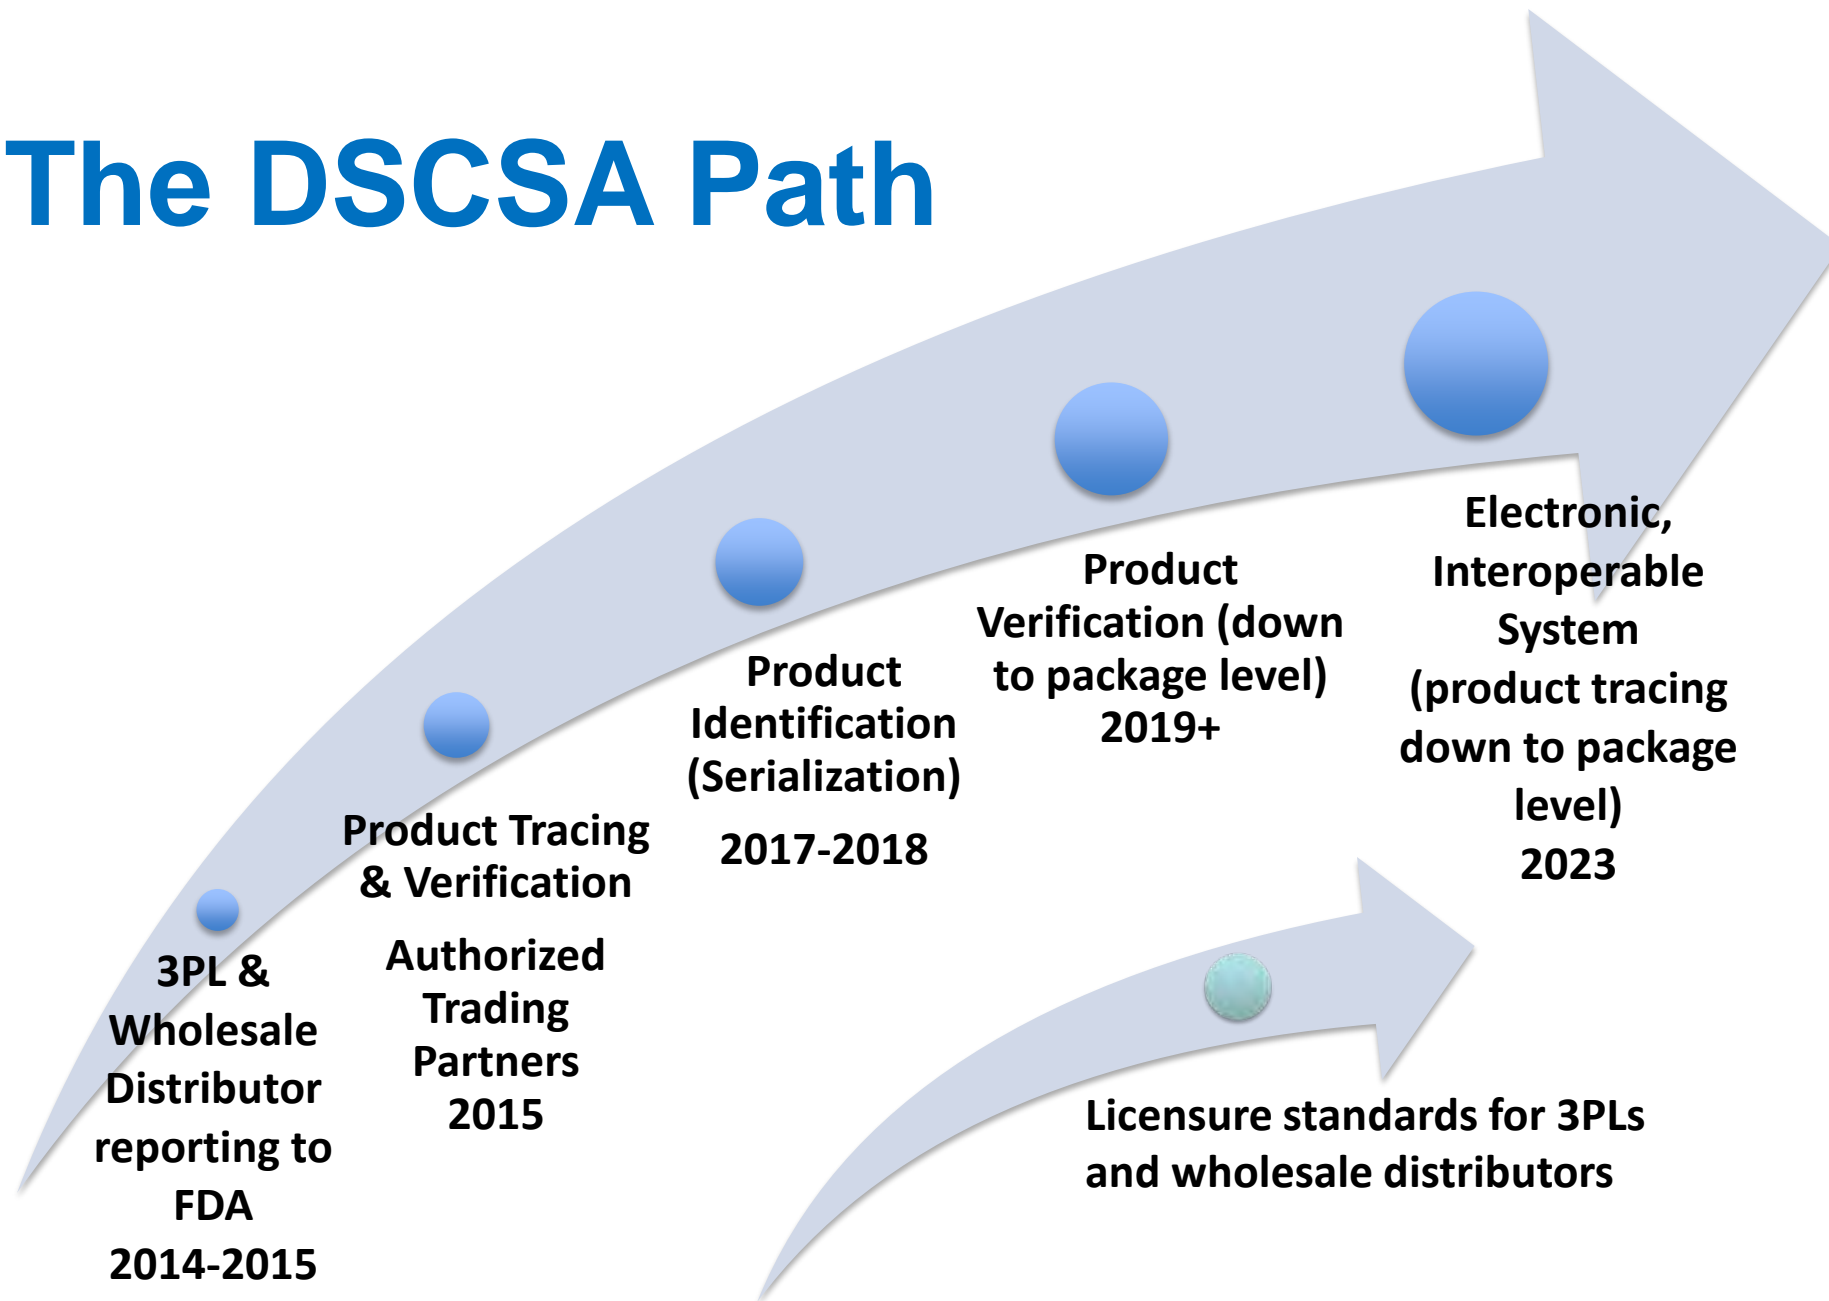 The DSCSA Path
3PL &
Wholesale
Distributor
reporting to
FDA
2014-2015
Product Tracing
& Verification
Authorized
Trading
Partners
2015
Product
Identification
(Serialization)
2017-2018
Product
Verification (down
to package level)
2019+
Electronic,
Interoperable
System
(product tracing
down to package
level)
2023
Licensure standards for 3PLs
and wholesale distributors